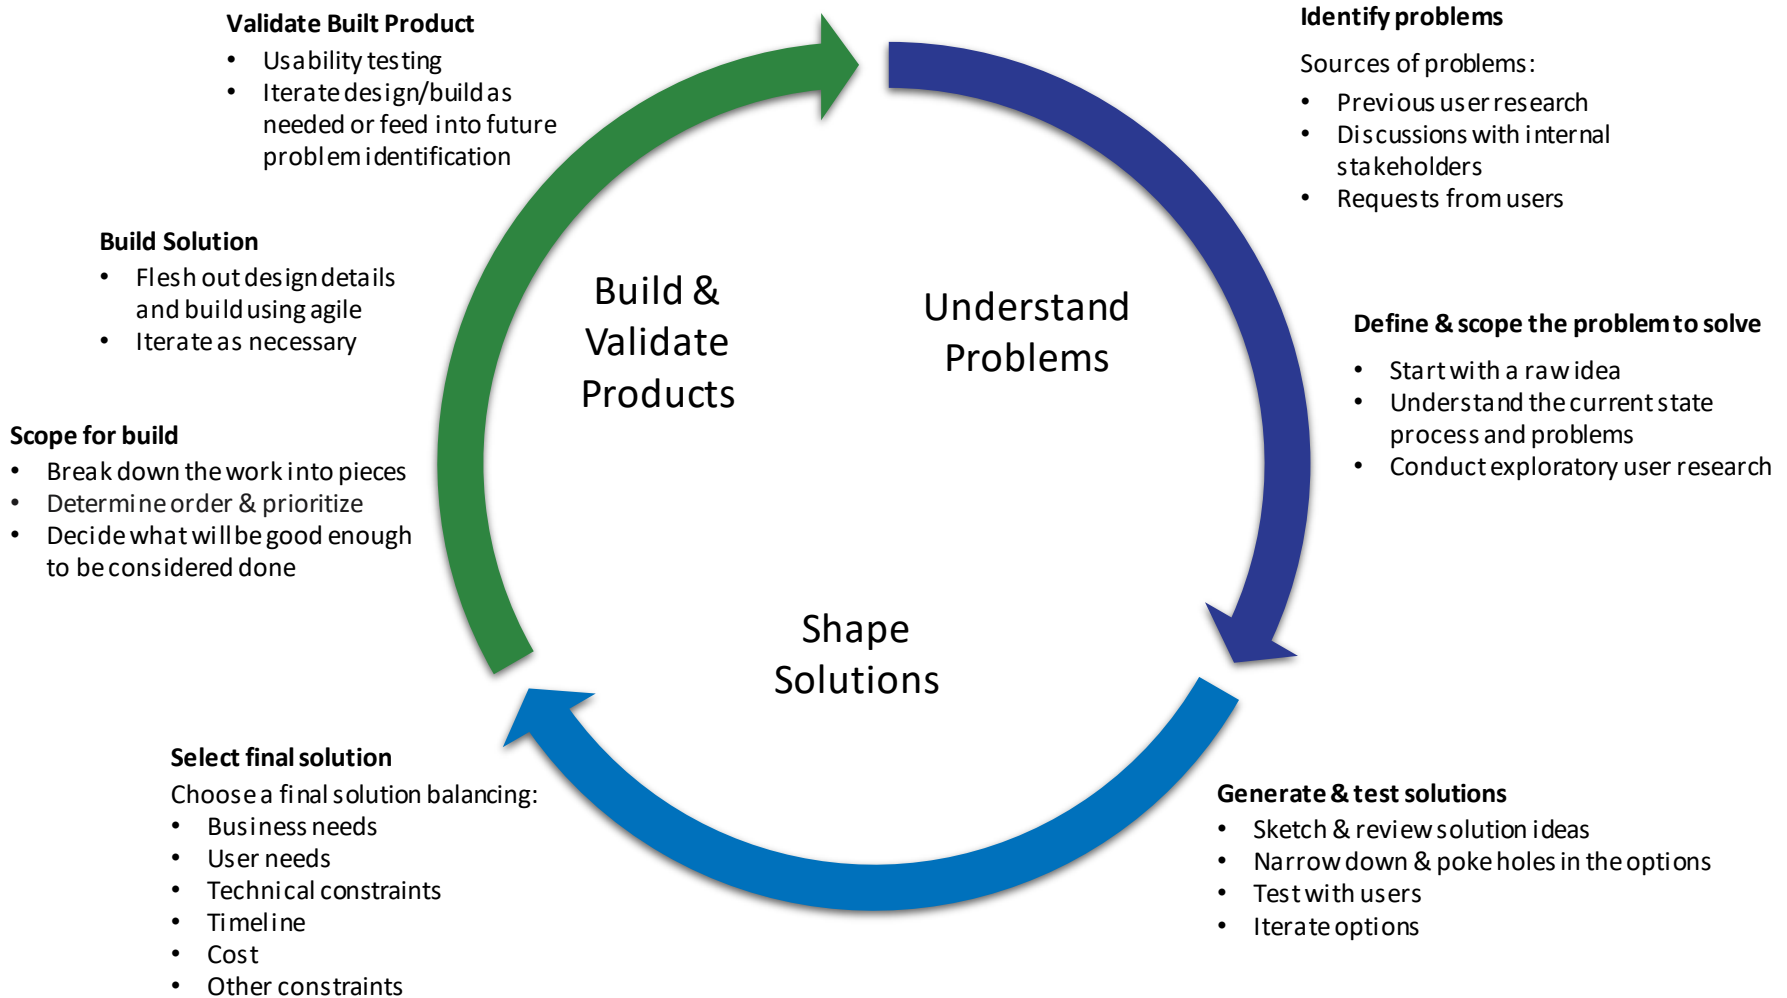 Validate Built Product
• Usability testing
• Iterate design/build as
needed or feed into future
problem identification
Build Solution
• Flesh out design details
and build using agile
• Iterate as necessary
Scope for build
• Break down the work into pieces
• Determine order & prioritize
• Decide what will be good enough
to be considered done
Select final solution
Choose a final solution balancing:
• Business needs
• User needs
• Technical constraints
• Timeline
• Cost
• Other constraints
Build &
Validate
Products
Understand
Problems
Shape
Solutions
Identify problems
Sources of problems:
• Previous user research
• Discussions with internal
stakeholders
• Requests from users
Define & scope the problem to solve
• Start with a raw idea
• Understand the current state
process and problems
• Conduct exploratory user research
Generate & test solutions
• Sketch & review solution ideas
• Narrow down & poke holes in the options
• Test with users
• Iterate options